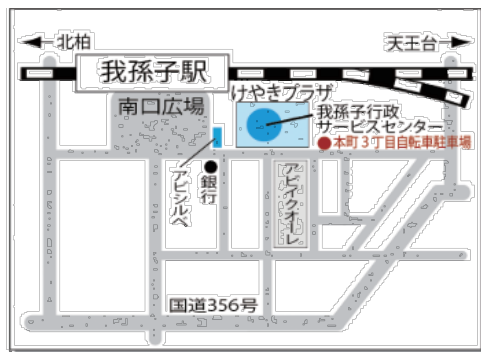 北柏
天王台
我孫子駅
けやきプラザ
南口広場
我孫子行政
サービスセンター
本町3丁目自転車駐車場
アビシルベ
銀行
アビイクオーレ
国道356号